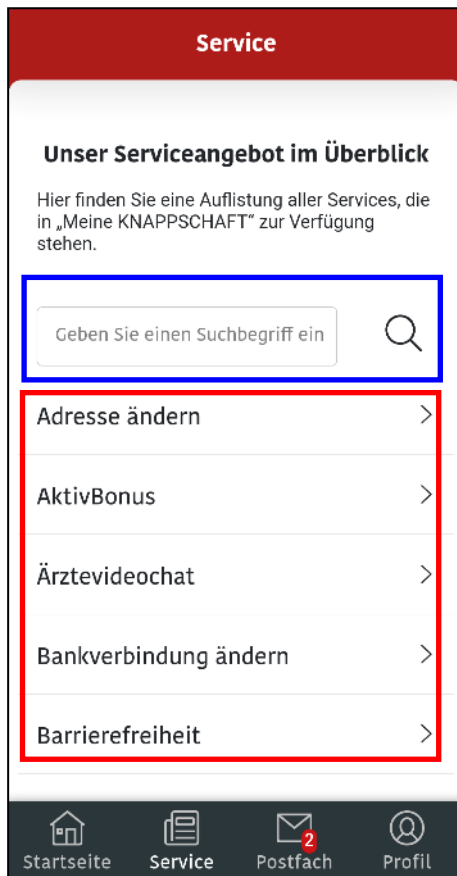 Service
Unser Serviceangebot im Überblick
Hier finden Sie eine Auflistung aller Services, die
in „Meine KNAPPSCHAFT“ zur Verfügung
stehen.
Geben Sie einen Suchbegriff ein
Adresse ändern
AktivBonus
Ärztevideochat
Bankverbindung ändern
Barrierefreiheit
2
Startseite Service Postfach Profil